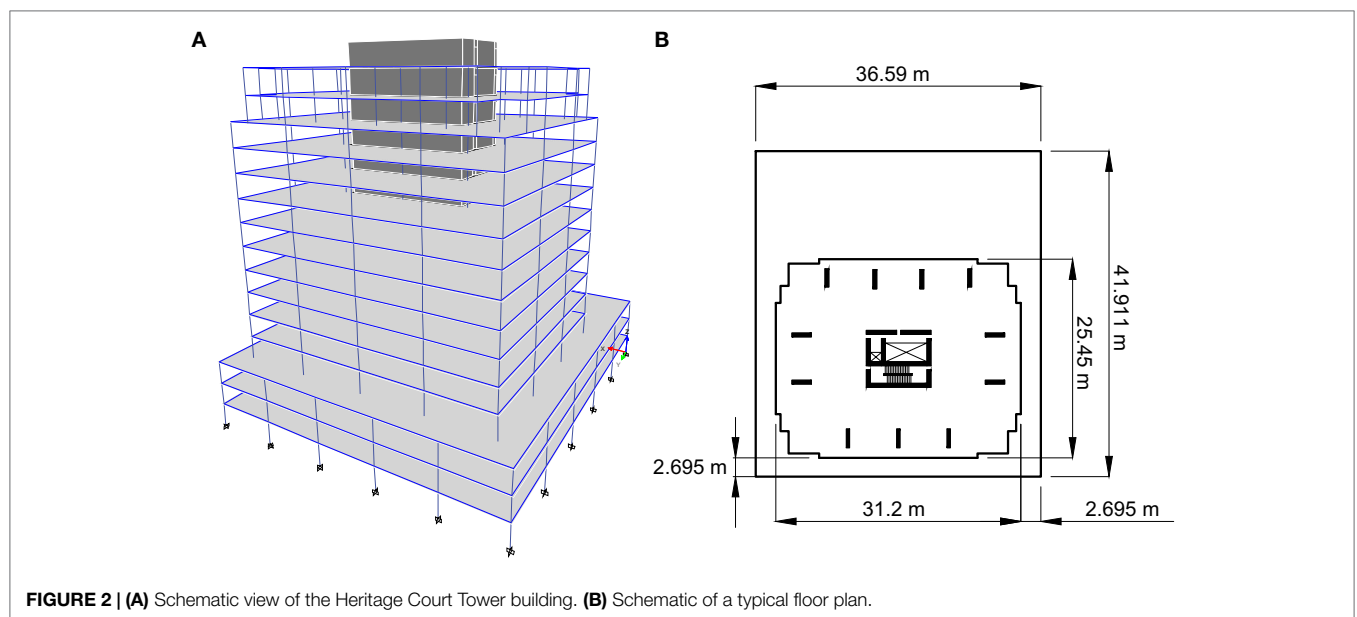 A
B
36.59 m
41.911 m
25.45 m
2.695 m
31.2 m
2.695 m
X
Y
Z
FIGURE 2 | (A) Schematic view of the Heritage Court Tower building. (B) Schematic of a typical floor plan.